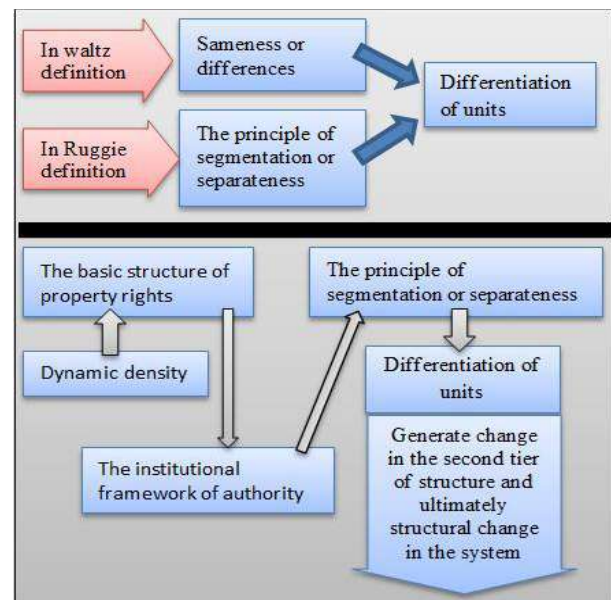 In waltz
definition
Sameness or
differences
Differentiation
of units
In Ruggie
definition
The principle of
segmentation or
separateness
The basic structure of
property rights
The principle of
segmentation or separateness
Dynamic density
Differentiation of
units
The institutional
framework of authority
Generate change
in the second tier
of structure and
ultimately
structural change
in the system